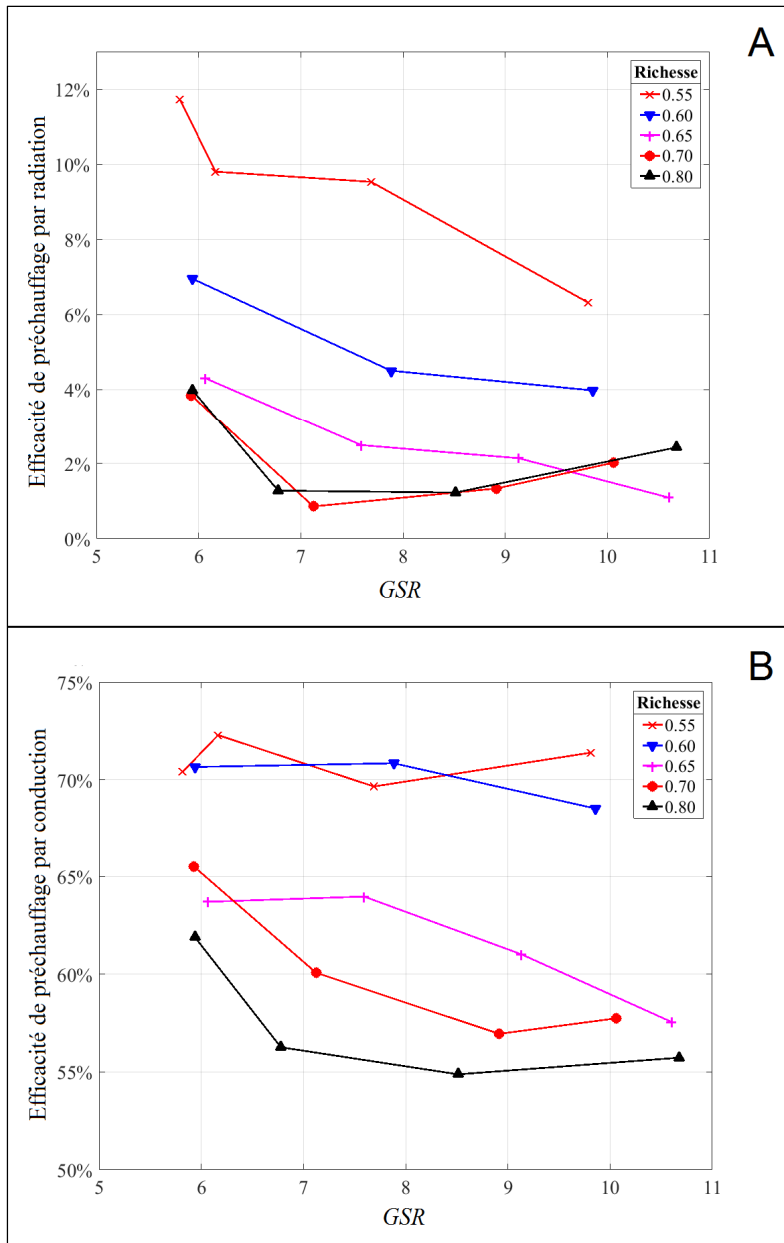 A
Efficacité de préchauffage par radiation
12%
10%
8%
6%
4%
2%
0%
5 6 7 8 9 10 11
GSR
Richesse
0.55
0.60
0.65
0.70
0.80
B
Efficacité de préchauffage par conduction
75%
70%
65%
60%
55%
50%
5 6 7 8 9 10 11
GSR
Richesse
0.55
0.60
0.65
0.70
0.80